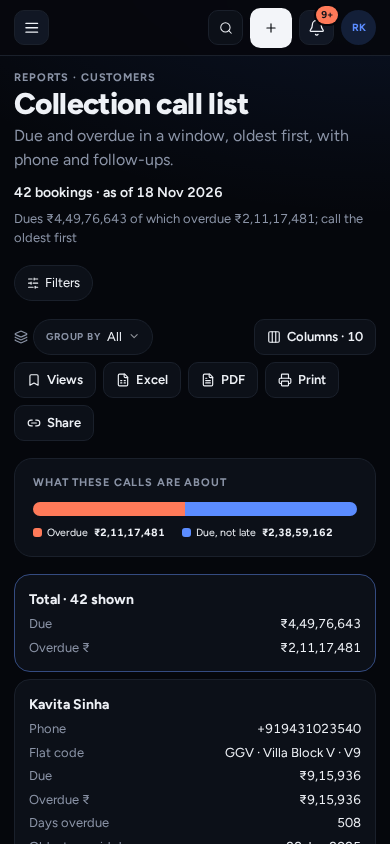 9+
RK
REPORTS · CUSTOMERS
Collection call list
Due and overdue in a window, oldest first, with
phone and follow-ups.
42 bookings · as of 18 Nov 2026
Dues ₹4,49,76,643 of which overdue ₹2,11,17,481; call the
oldest first
Filters
GROUP BY All
Columns · 10
Views
Excel
PDF
Print
Share
WHAT THESE CALLS ARE ABOUT
Overdue ₹2,11,17,481
Due, not late ₹2,38,59,162
Total · 42 shown
Due ₹4,49,76,643
Overdue ₹ ₹2,11,17,481
Kavita Sinha
Phone +919431023540
Flat code GGV · Villa Block V · V9
Due ₹9,15,936
Overdue ₹ ₹9,15,936
Days overdue 508